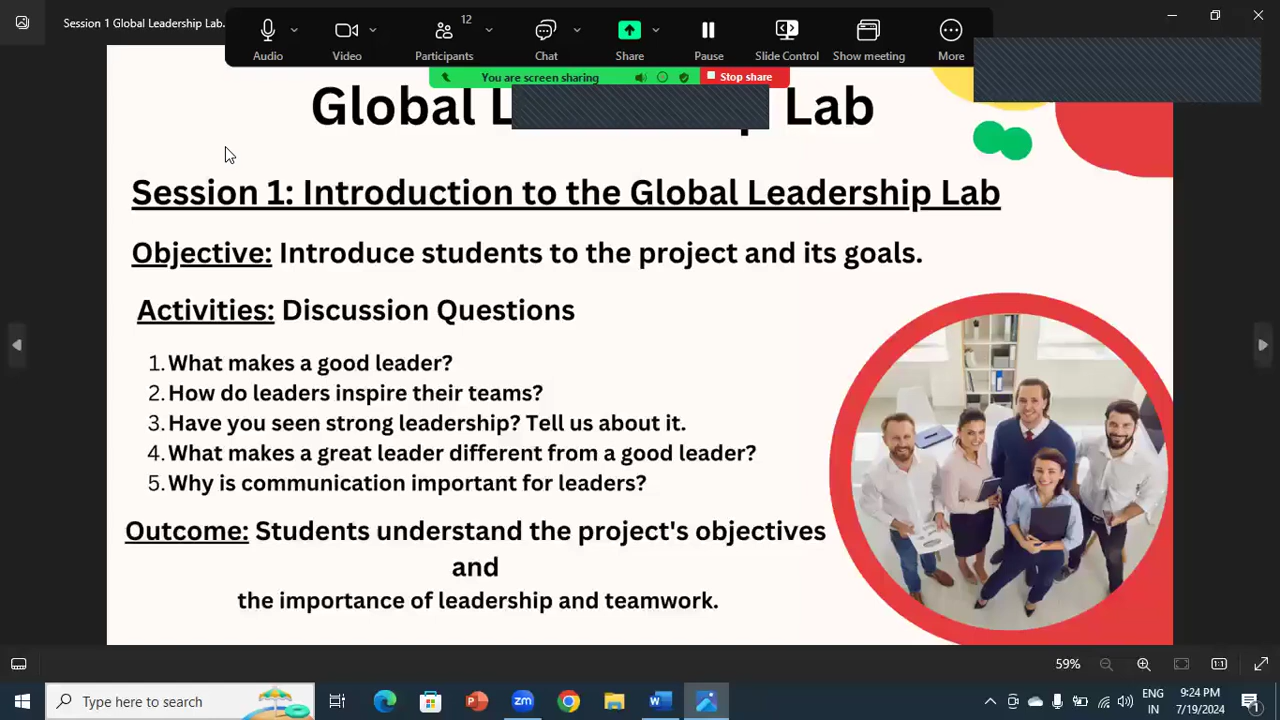 Session 1 Global Leadership Lab.
12
Audio Video Participants Chat Share Pause Slide Control Show meeting More
You are screen sharing Stop share
Global Lab
Session 1: Introduction to the Global Leadership Lab
Objective: Introduce students to the project and its goals.
Activities: Discussion Questions
1. What makes a good leader?
2. How do leaders inspire their teams?
3. Have you seen strong leadership? Tell us about it.
4. What makes a great leader different from a good leader?
5. Why is communication important for leaders?
Outcome: Students understand the project's objectives
and
the importance of leadership and teamwork.
59%
Type here to search
ENG 9:24 PM
IN 7/19/2024